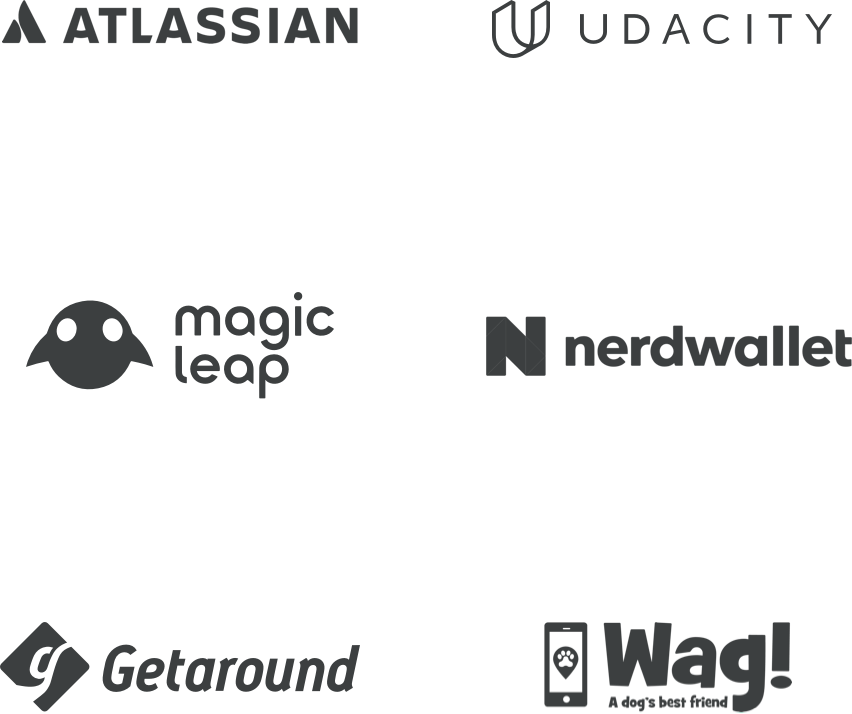 ATLASSIAN
UDACITY
magic
leap
nerdwallet
Getaround
Wag!
A dog's best friend